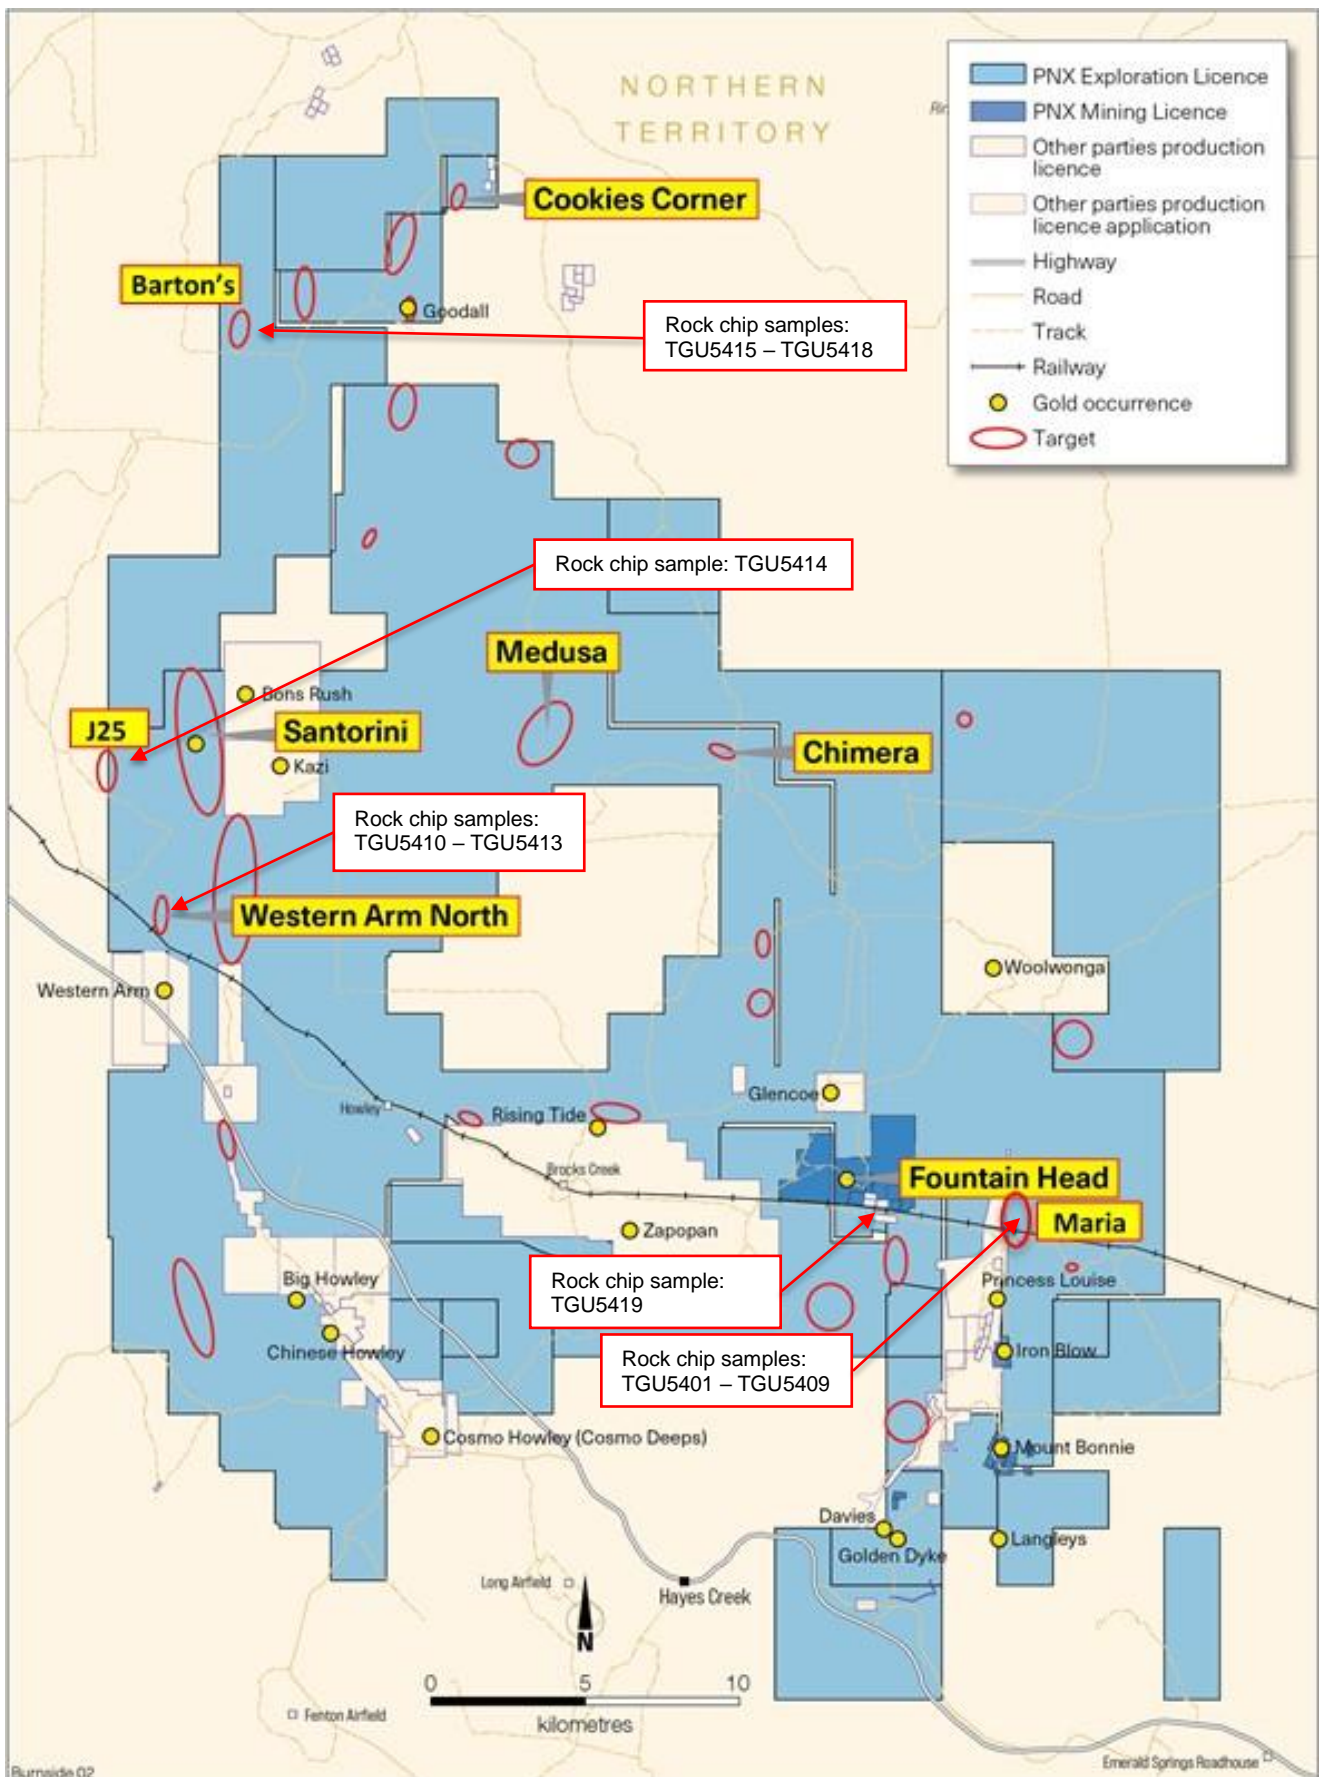 NORTHERN
TERRITORY
PNX Exploration Licence
PNX Mining Licence
Other parties production
licence
Other parties production
licence application
Highway
Road
Track
Railway
Gold occurrence
Target
Cookies Corner
Barton's
Goodall
Rock chip samples:
TGU5415 – TGU5418
Rock chip sample: TGU5414
Medusa
Bons Rush
J25
Santorini
Chimera
Kazi
Rock chip samples:
TGU5410 – TGU5413
Western Arm North
Woolwonga
Western Arm
Glencoe
Howley
Rising Tide
Brocks Creek
Fountain Head
Maria
Zapopan
Rock chip sample:
TGU5419
Princess Louise
Big Howley
Chinese Howley
Iron Blow
Rock chip samples:
TGU5401 – TGU5409
Cosmo Howley (Cosmo Deeps)
Mount Bonnie
Davies
Golden Dyke
Langleys
Long Airfield
Hayes Creek
N
0 5 10
kilometres
Fenton Airfield
Emerald Springs Roadhouse
Burnside 02